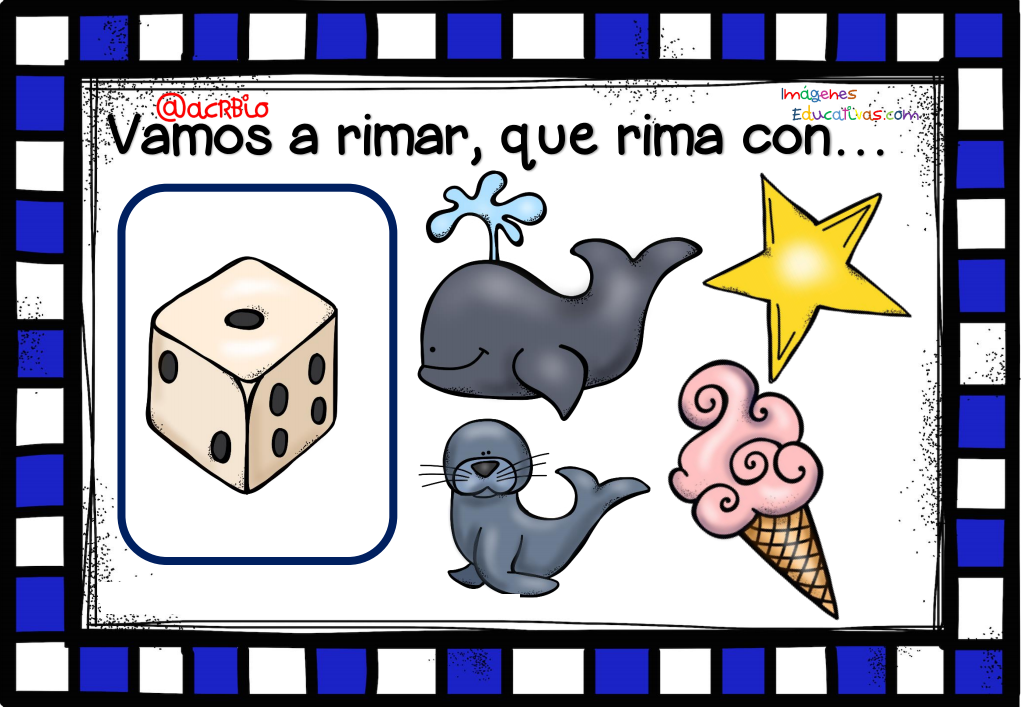 @acrbio
Imágenes
Educativas.com
Vamos a rimar, que rima con...